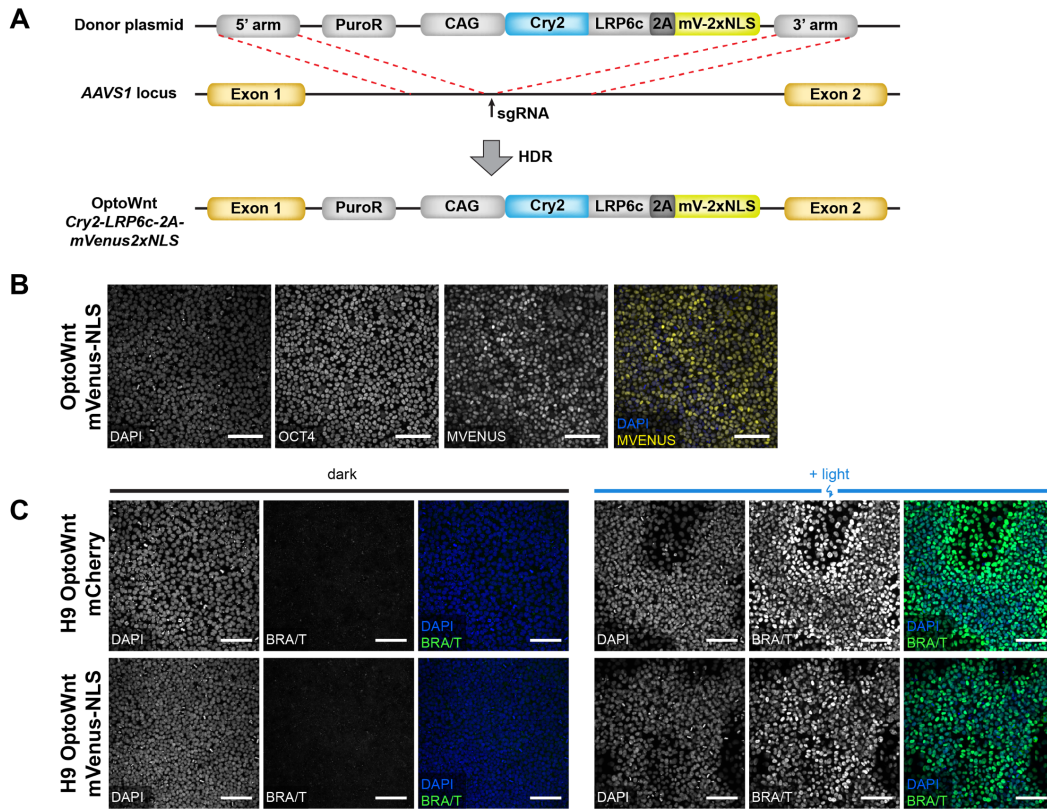 A
Donor plasmid
5’ arm PuroR CAG Cry2 LRP6c 2A mV-2xNLS 3’ arm
AAVS1 locus
Exon 1 Exon 2
sgRNA
HDR
OptoWnt
Cry2-LRP6c-2A-
mVenus2xNLS
Exon 1 PuroR CAG Cry2 LRP6c 2A mV-2xNLS Exon 2
B
OptoWnt
mVenus-NLS
DAPI
OCT4
MVENUS
DAPI
MVENUS
dark
+ light
C
H9 OptoWnt
mCherry
DAPI
BRA/T
DAPI
BRA/T
DAPI
BRA/T
DAPI
BRA/T
H9 OptoWnt
mVenus-NLS
DAPI
BRA/T
DAPI
BRA/T
DAPI
BRA/T
DAPI
BRA/T